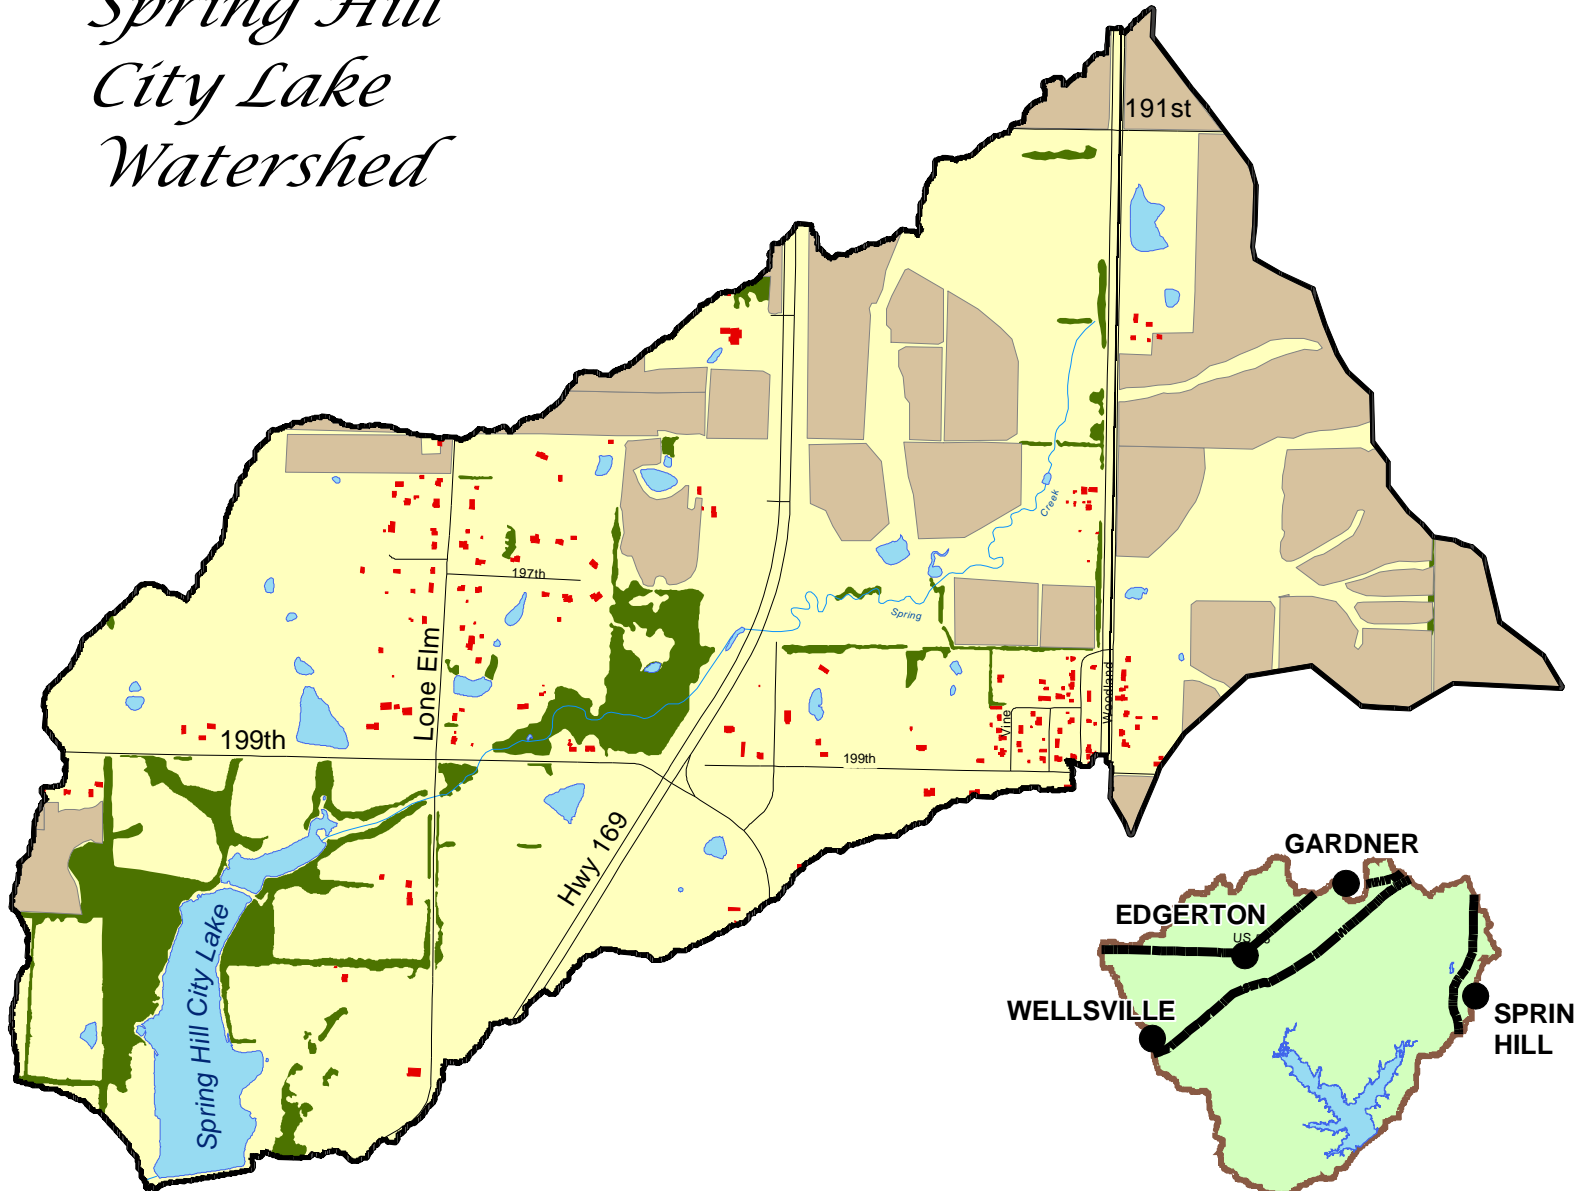 Spring Hill
City Lake
Watershed
191st
Creek
197th
Spring
Lone Elm
Woodland
Vine
199th
199th
Hwy 169
Spring Hill City Lake
GARDNER
EDGERTON
US
WELLSVILLE
SPRIN
HILL